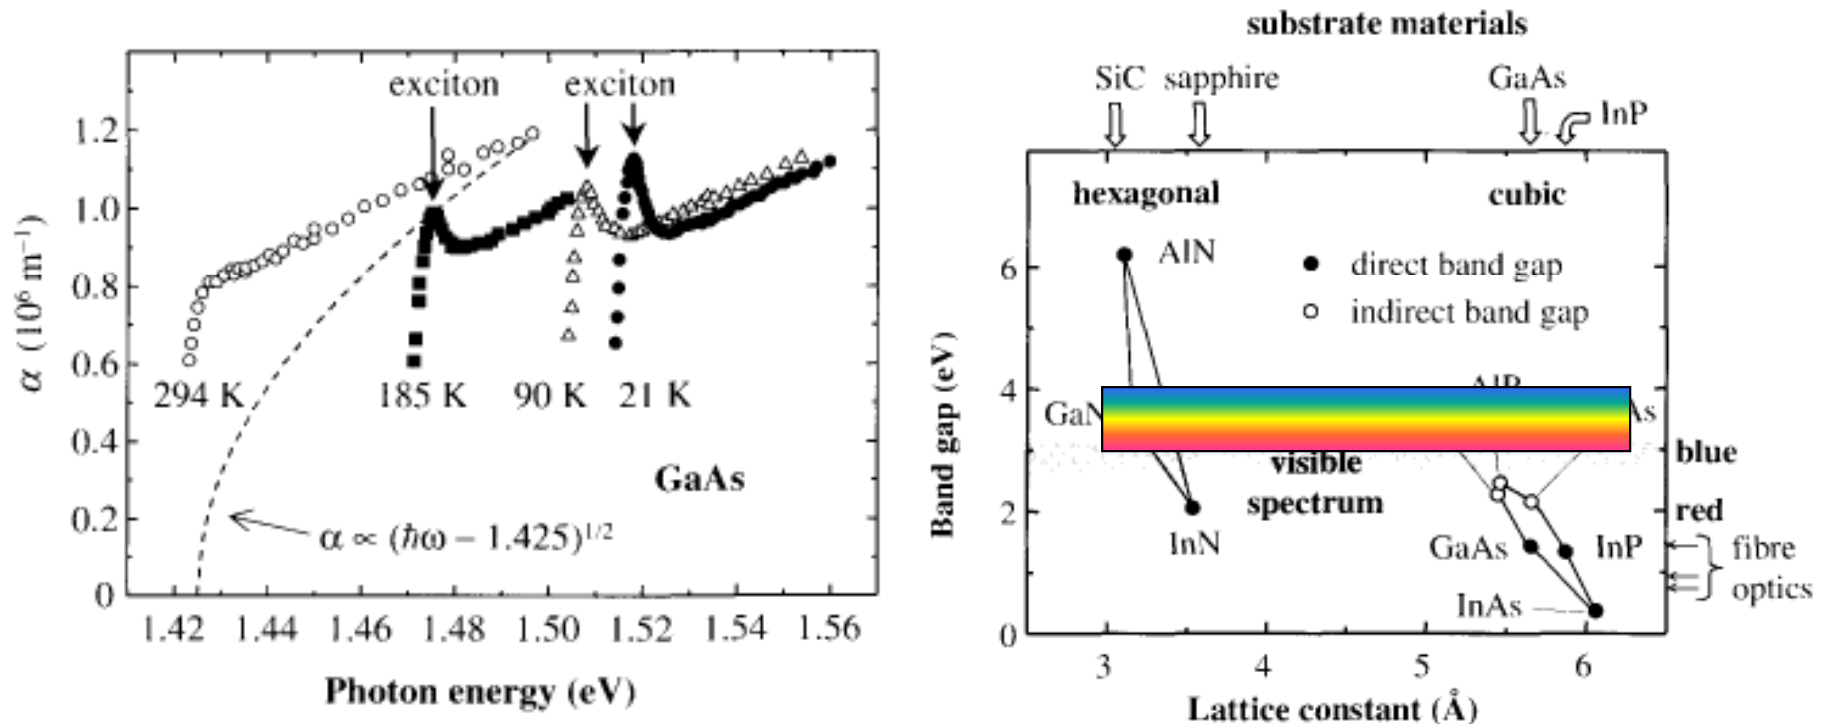 exciton exciton
1.2
1.0
0.8
0.6
0.4
0.2
0
α (10⁶ m⁻¹)
294 K 185 K 90 K 21 K
GaAs
α ∝ (ħω − 1.425)^1/2
1.42 1.44 1.46 1.48 1.50 1.52 1.54 1.56
Photon energy (eV)
substrate materials
SiC sapphire GaAs
InP
hexagonal cubic
AlN
direct band gap
indirect band gap
6
4
2
0
Band gap (eV)
GaN
visible
spectrum
blue
red
InN
GaAs InP
fibre
optics
InAs
3 4 5 6
Lattice constant (Å)